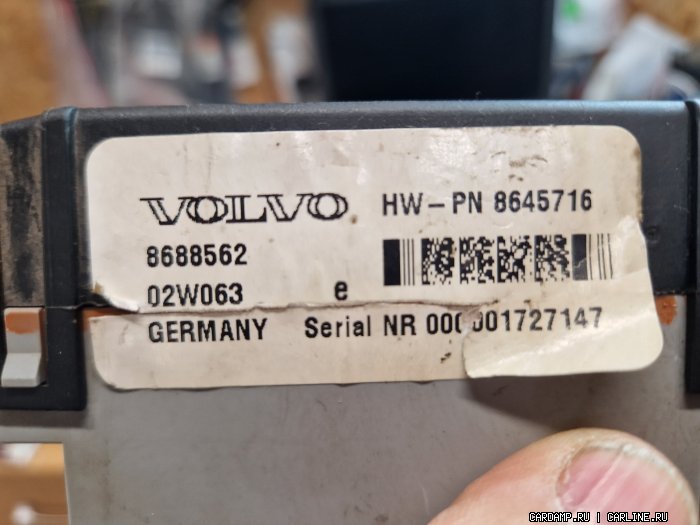 VOLVO HW-PN 8645716
8688562
02W063 e
GERMANY Serial NR 000001727147
CARDAMP.RU | CARLINE.RU